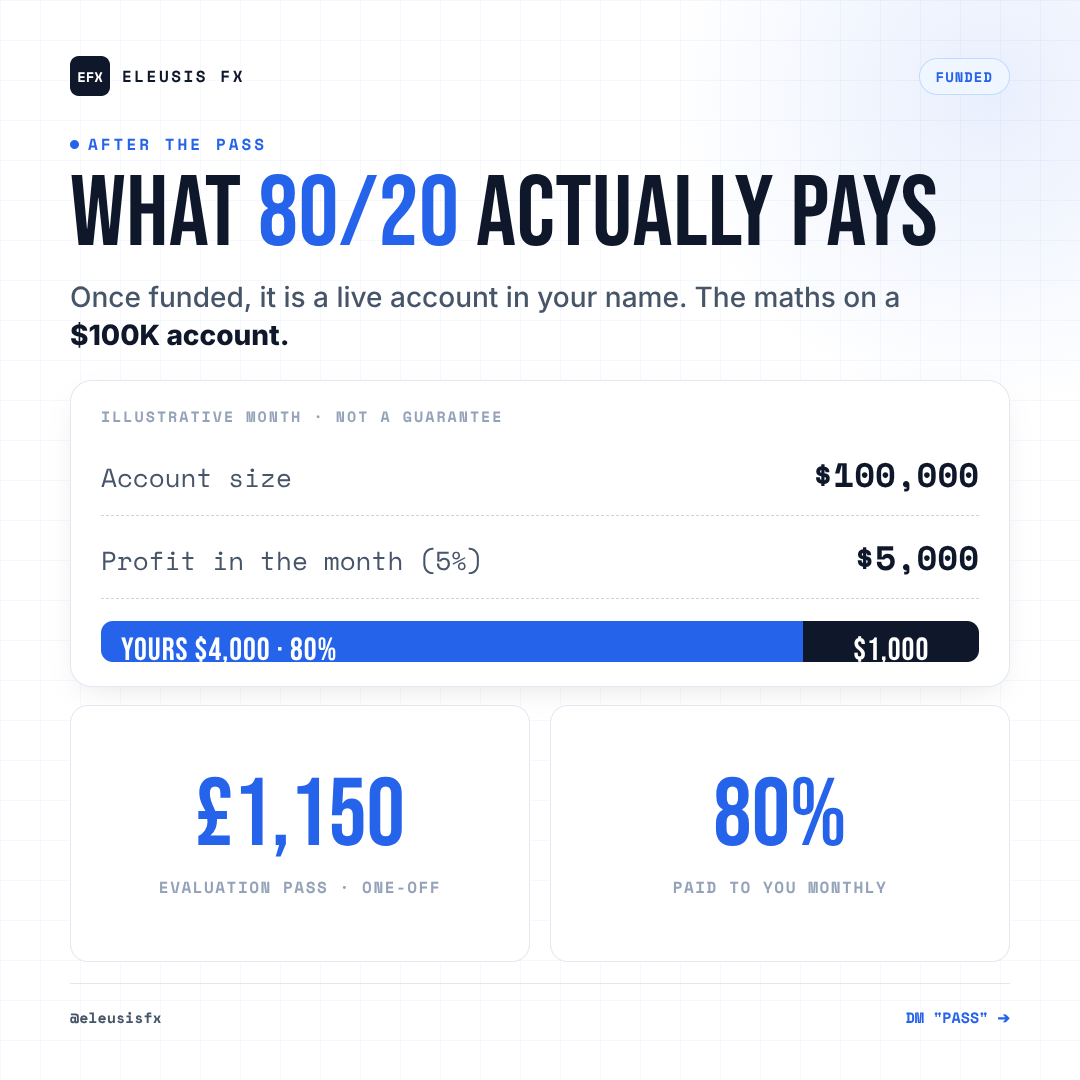 EFX ELEUSIS FX
FUNDED
AFTER THE PASS
WHAT 80/20 ACTUALLY PAYS
Once funded, it is a live account in your name. The maths on a
$100K account.
ILLUSTRATIVE MONTH · NOT A GUARANTEE
Account size $100,000
Profit in the month (5%) $5,000
YOURS $4,000 · 80% $1,000
£1,150
EVALUATION PASS · ONE-OFF
80%
PAID TO YOU MONTHLY
@eleusisfx
DM "PASS" ➔